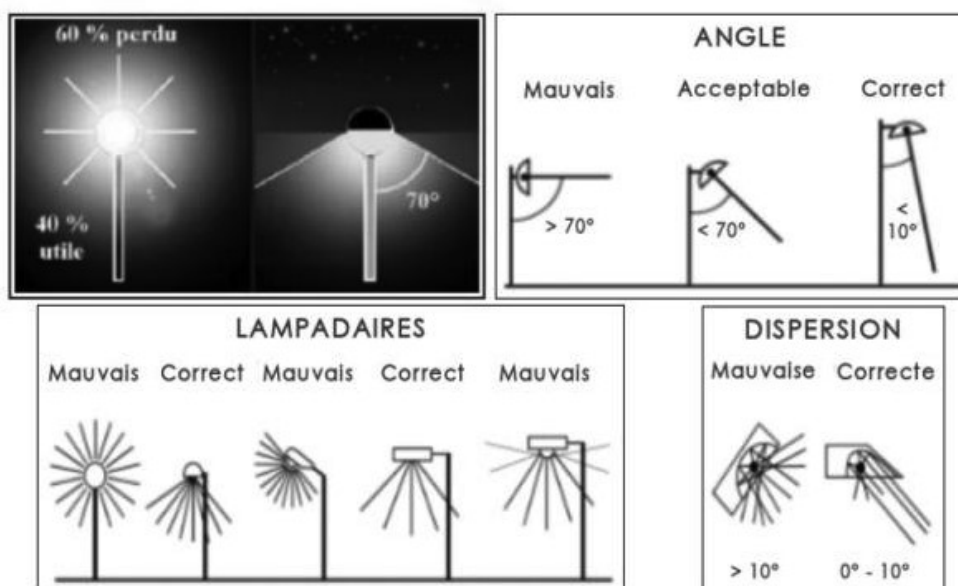 60 % perdu
40 %
utile
70°
ANGLE
Mauvais Acceptable Correct
> 70°
< 70°
<
10°
LAMPADAIRES
Mauvais Correct Mauvais Correct Mauvais
DISPERSION
Mauvaise Correcte
> 10° 0° - 10°